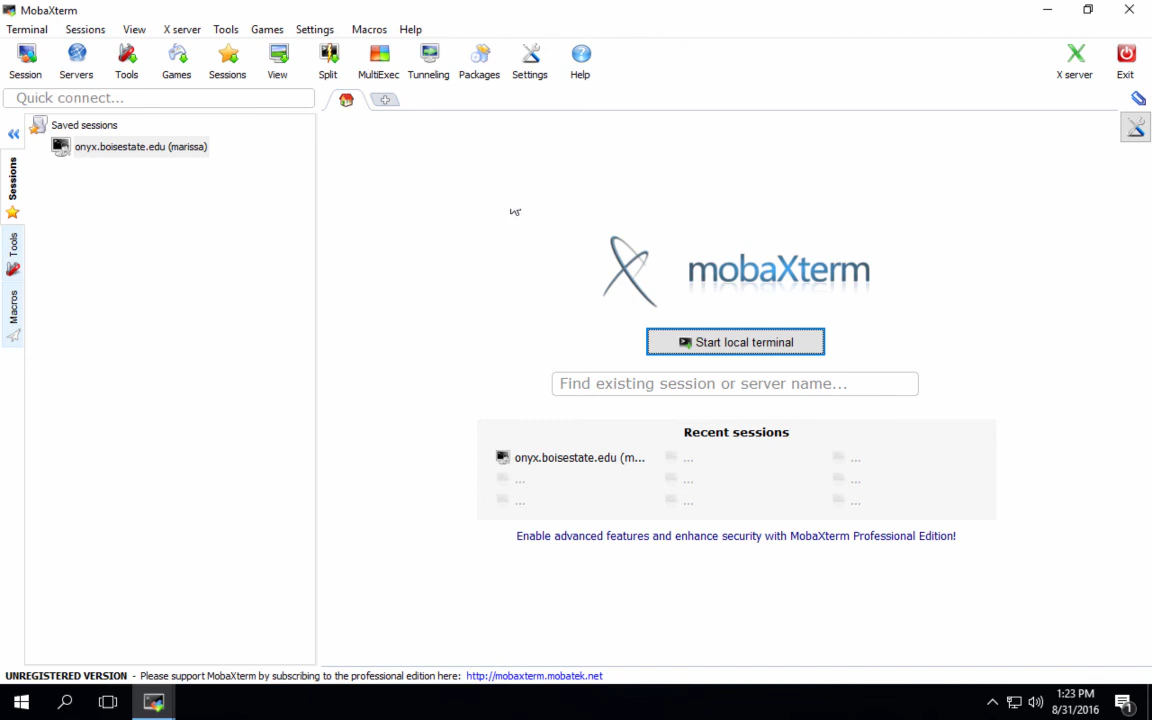 MobaXterm
Terminal Sessions View X server Tools Games Settings Macros Help
Session Servers Tools Games Sessions View Split MultiExec Tunneling Packages Settings Help X server Exit
Quick connect...
Saved sessions
onyx.boisestate.edu (marissa)
Sessions
Tools
Macros
mobaXterm
Start local terminal
Find existing session or server name...
Recent sessions
onyx.boisestate.edu (m... ... ...
... ... ...
... ... ...
Enable advanced features and enhance security with MobaXterm Professional Edition!
UNREGISTERED VERSION - Please support MobaXterm by subscribing to the professional edition here: http://mobaxterm.mobatek.net
1:23 PM
8/31/2016
1